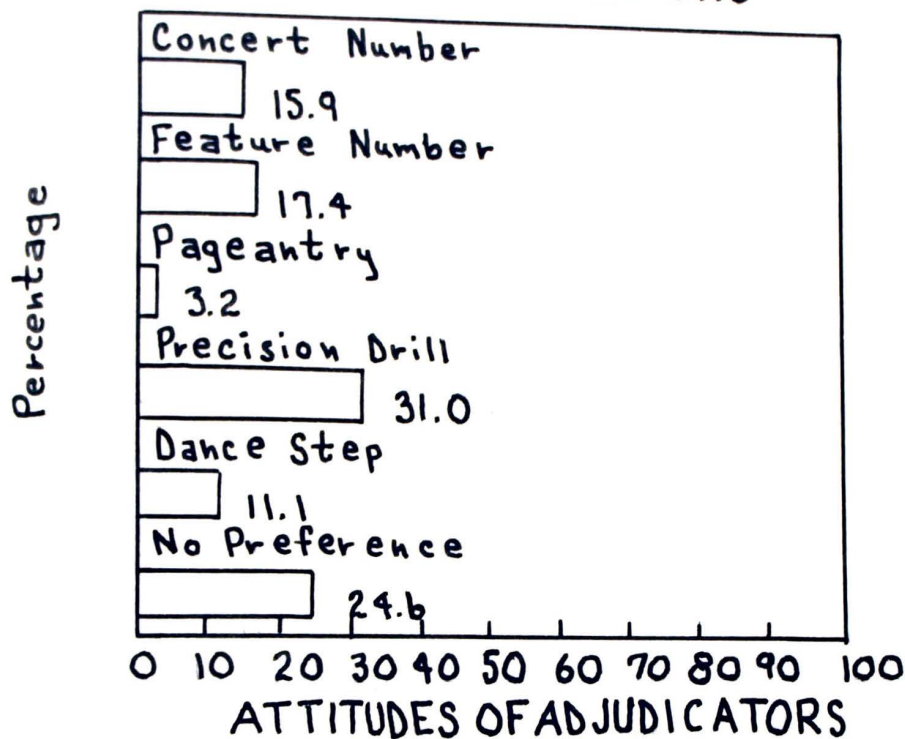 Concert Number
15.9
Feature Number
17.4
Pageantry
3.2
Precision Drill
31.0
Dance Step
11.1
No Preference
24.6
0 10 20 30 40 50 60 70 80 90 100
ATTITUDES OF ADJUDICATORS
Percentage